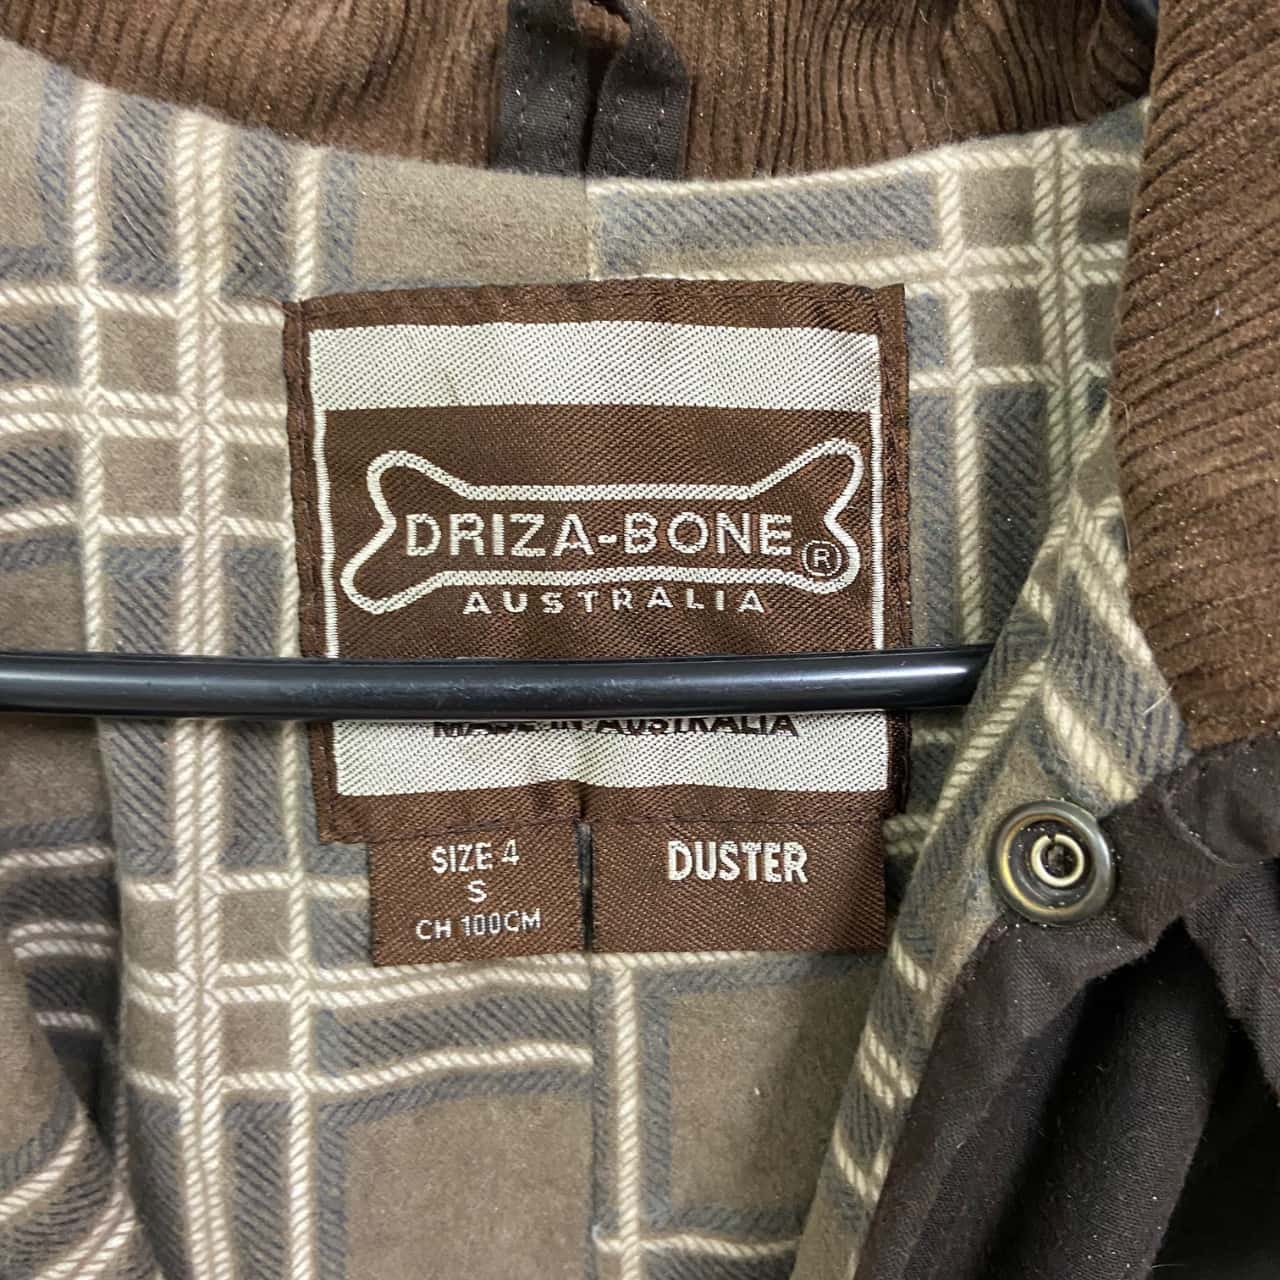 DRIZA-BONE ®
AUSTRALIA
MADE IN AUSTRALIA
SIZE 4
S
CH 100CM
DUSTER